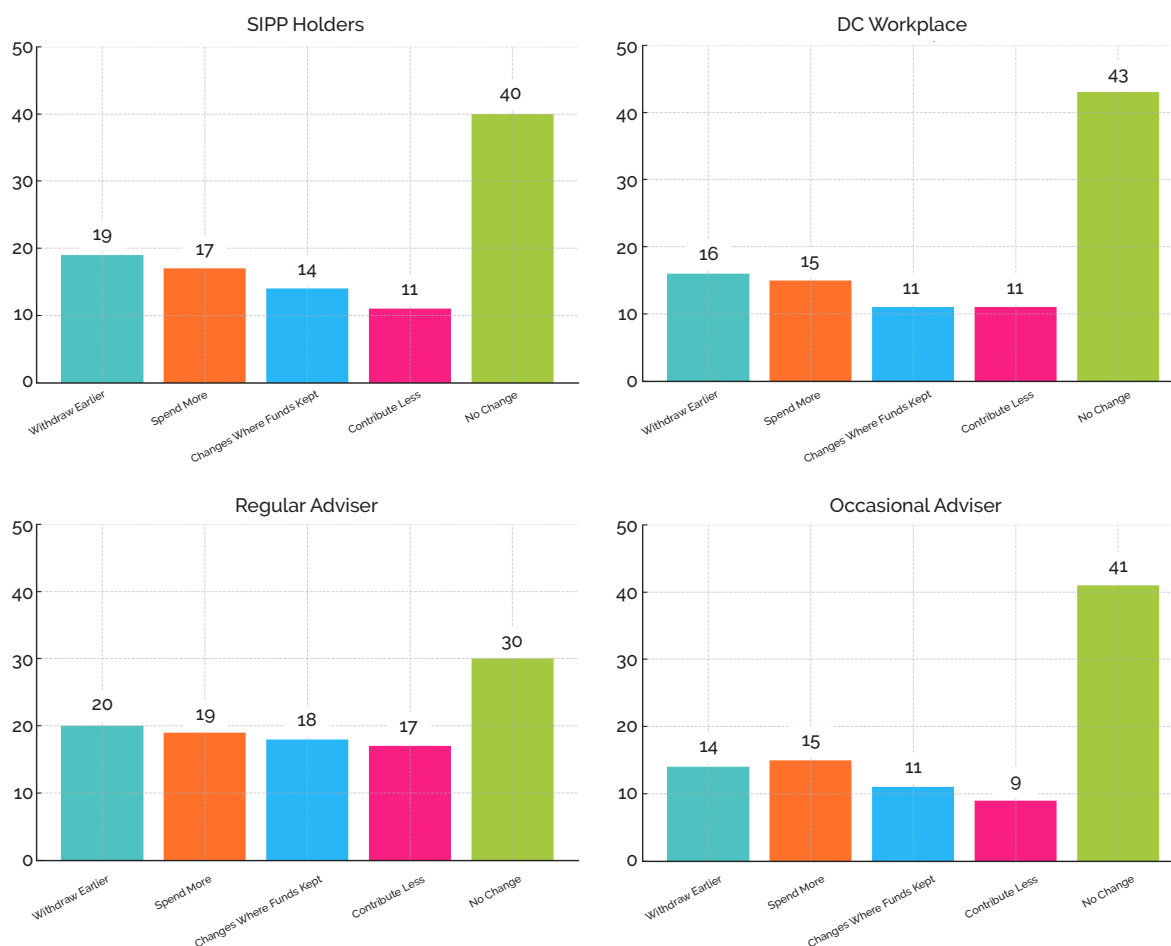 SIPP Holders
50
40
30
20
10
0
19
17
14
11
40
Withdraw Earlier
Spend More
Changes Where Funds Kept
Contribute Less
No Change
DC Workplace
50
40
30
20
10
0
16
15
11
11
43
Withdraw Earlier
Spend More
Changes Where Funds Kept
Contribute Less
No Change
Regular Adviser
50
40
30
20
10
0
20
19
18
17
30
Withdraw Earlier
Spend More
Changes Where Funds Kept
Contribute Less
No Change
Occasional Adviser
50
40
30
20
10
0
14
15
11
9
41
Withdraw Earlier
Spend More
Changes Where Funds Kept
Contribute Less
No Change